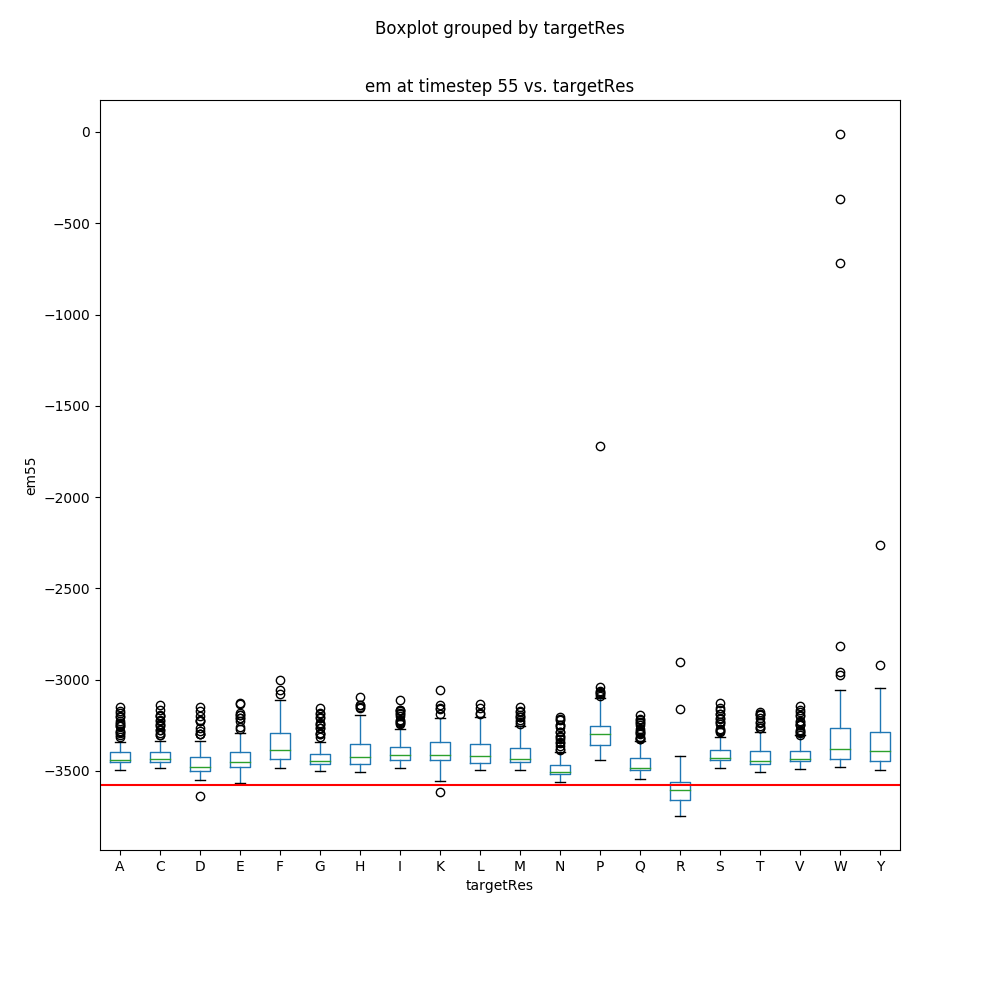 Boxplot grouped by targetRes
em at timestep 55 vs. targetRes
0
−500
−1000
−1500
−2000
−2500
−3000
−3500
em55
A C D E F G H I K L M N P Q R S T V W Y
targetRes